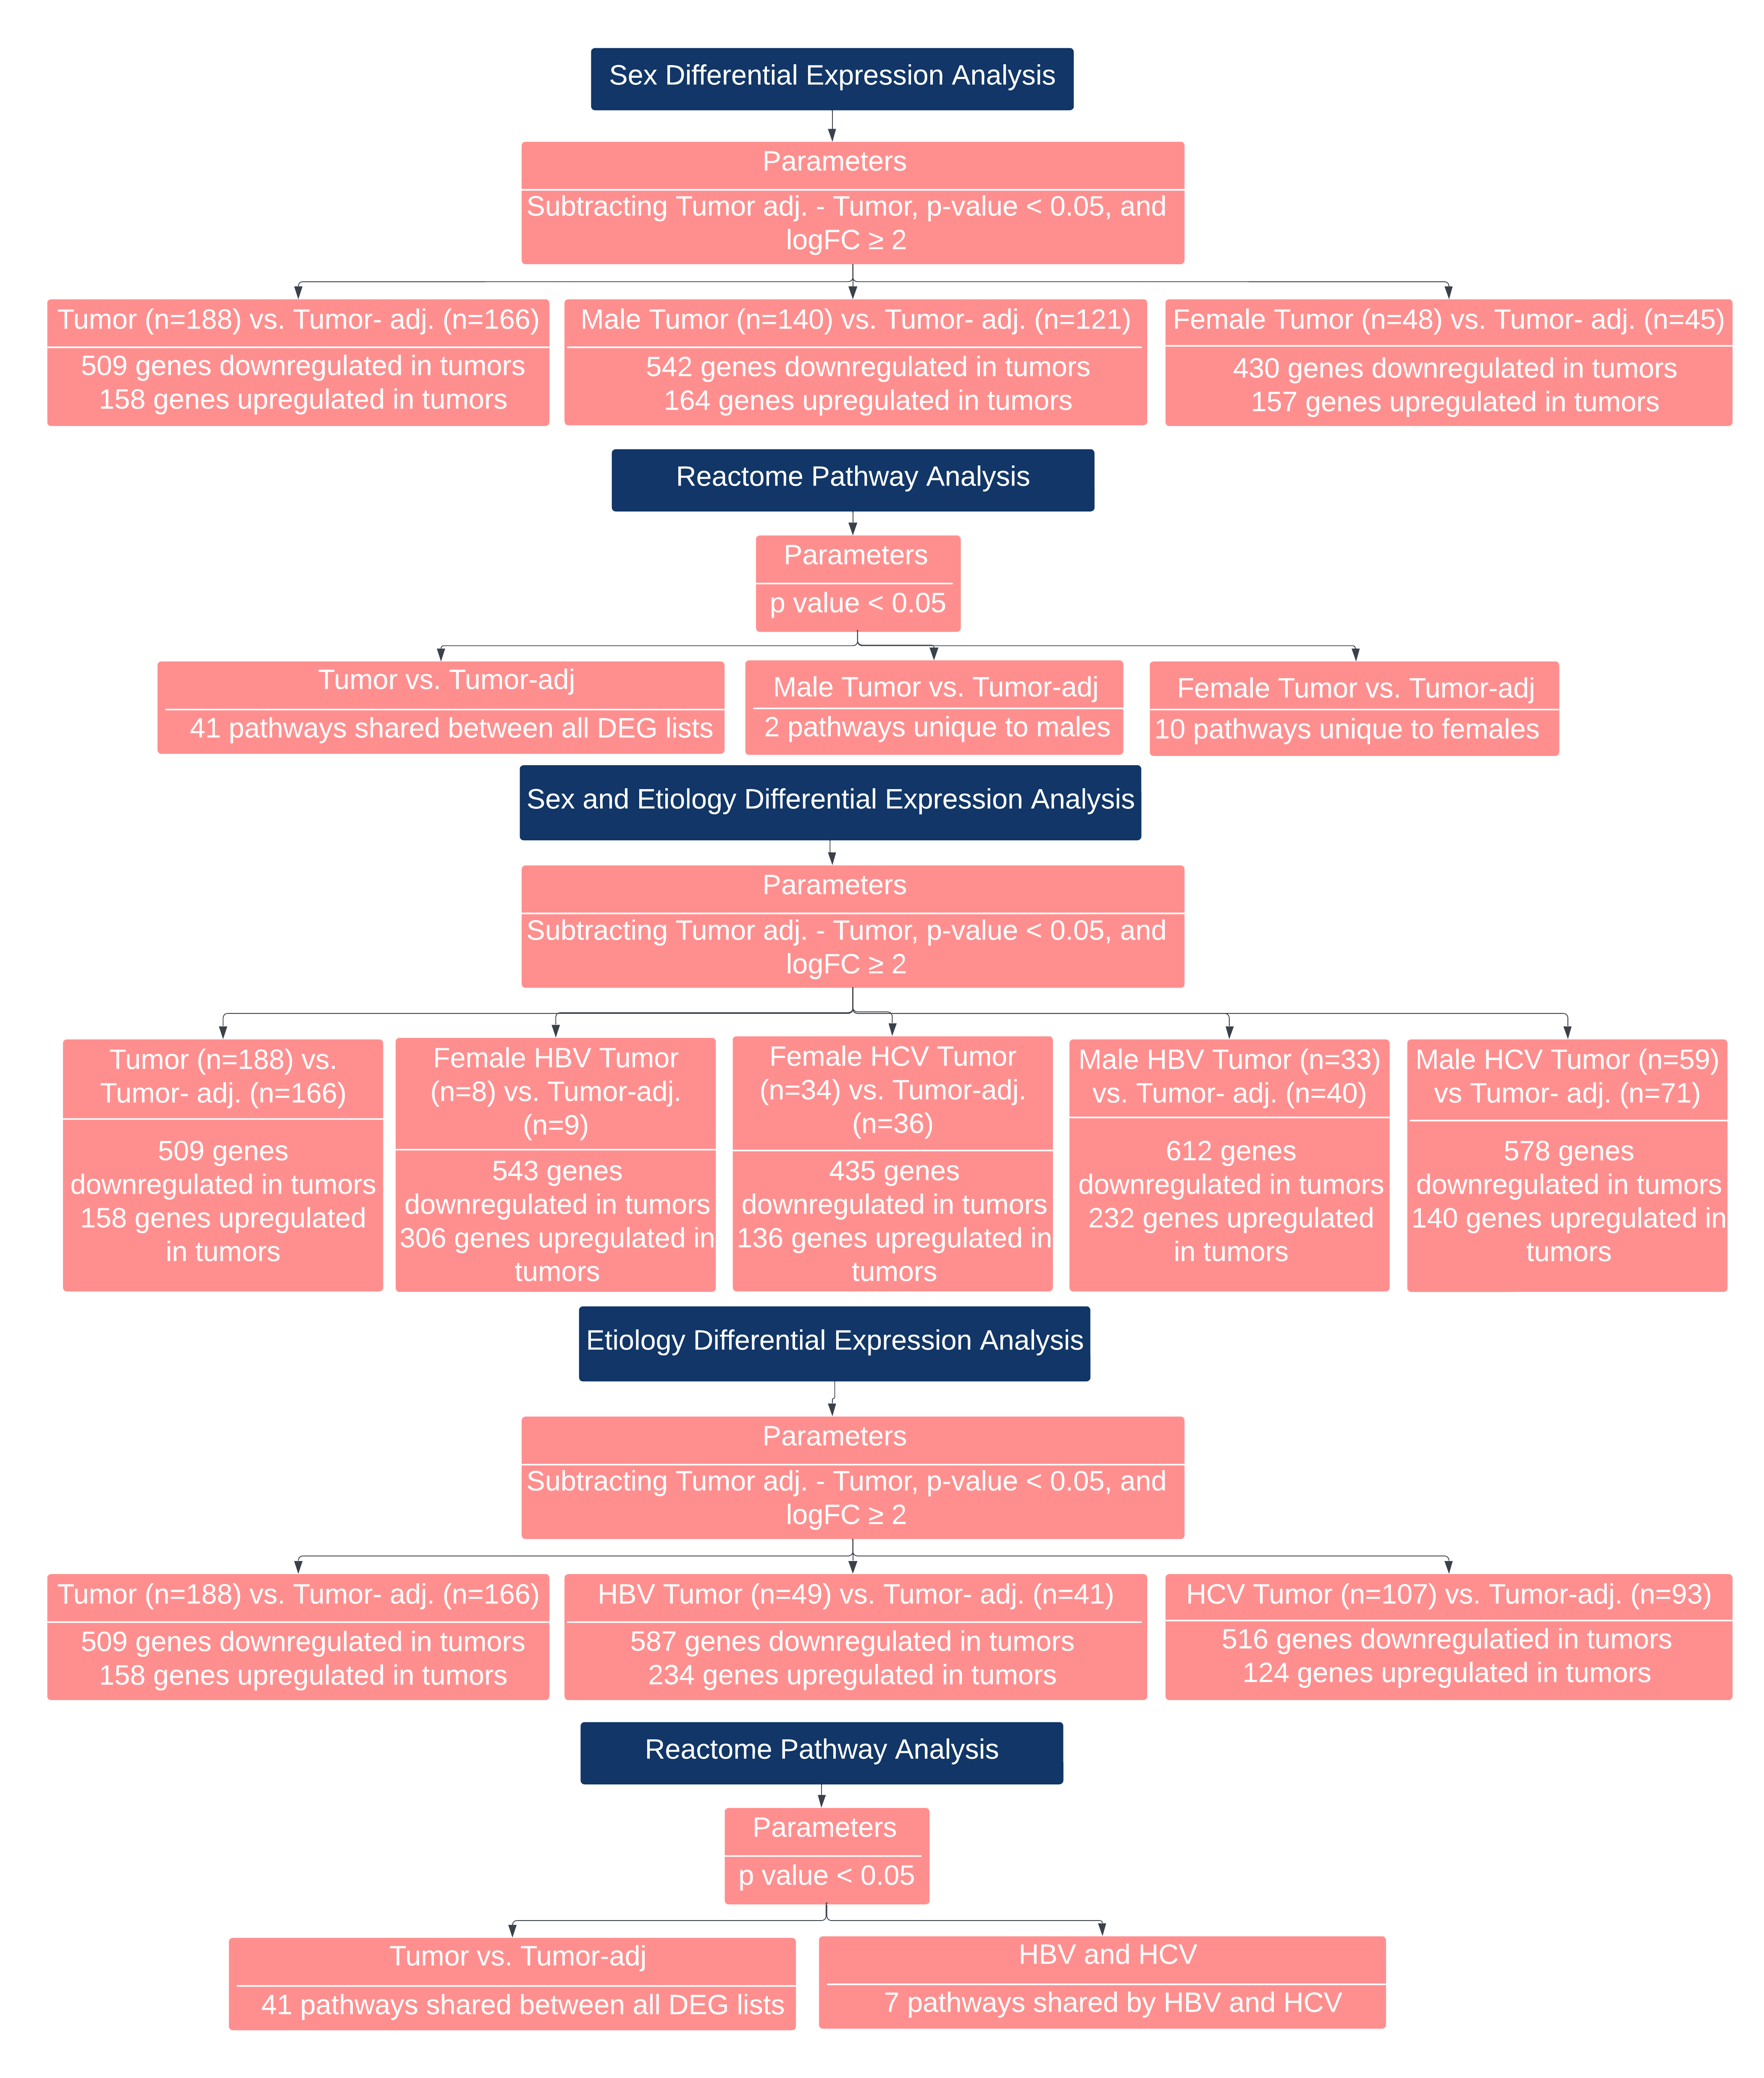 Sex Differential Expression Analysis
Parameters
Subtracting Tumor adj. - Tumor, p-value < 0.05, and
logFC ≥ 2
Tumor (n=188) vs. Tumor- adj. (n=166)
509 genes downregulated in tumors
158 genes upregulated in tumors
Male Tumor (n=140) vs. Tumor- adj. (n=121)
542 genes downregulated in tumors
164 genes upregulated in tumors
Female Tumor (n=48) vs. Tumor- adj. (n=45)
430 genes downregulated in tumors
157 genes upregulated in tumors
Reactome Pathway Analysis
Parameters
p value < 0.05
Tumor vs. Tumor-adj
41 pathways shared between all DEG lists
Male Tumor vs. Tumor-adj
2 pathways unique to males
Female Tumor vs. Tumor-adj
10 pathways unique to females
Sex and Etiology Differential Expression Analysis
Parameters
Subtracting Tumor adj. - Tumor, p-value < 0.05, and
logFC ≥ 2
Tumor (n=188) vs.
Tumor- adj. (n=166)
509 genes
downregulated in tumors
158 genes upregulated
in tumors
Female HBV Tumor
(n=8) vs. Tumor-adj.
(n=9)
543 genes
downregulated in tumors
306 genes upregulated in
tumors
Female HCV Tumor
(n=34) vs. Tumor-adj.
(n=36)
435 genes
downregulated in tumors
136 genes upregulated in
tumors
Male HBV Tumor (n=33)
vs. Tumor- adj. (n=40)
612 genes
downregulated in tumors
232 genes upregulated
in tumors
Male HCV Tumor (n=59)
vs Tumor- adj. (n=71)
578 genes
downregulated in tumors
140 genes upregulated in
tumors
Etiology Differential Expression Analysis
Parameters
Subtracting Tumor adj. - Tumor, p-value < 0.05, and
logFC ≥ 2
Tumor (n=188) vs. Tumor- adj. (n=166)
509 genes downregulated in tumors
158 genes upregulated in tumors
HBV Tumor (n=49) vs. Tumor- adj. (n=41)
587 genes downregulated in tumors
234 genes upregulated in tumors
HCV Tumor (n=107) vs. Tumor-adj. (n=93)
516 genes downregulatied in tumors
124 genes upregulated in tumors
Reactome Pathway Analysis
Parameters
p value < 0.05
Tumor vs. Tumor-adj
41 pathways shared between all DEG lists
HBV and HCV
7 pathways shared by HBV and HCV